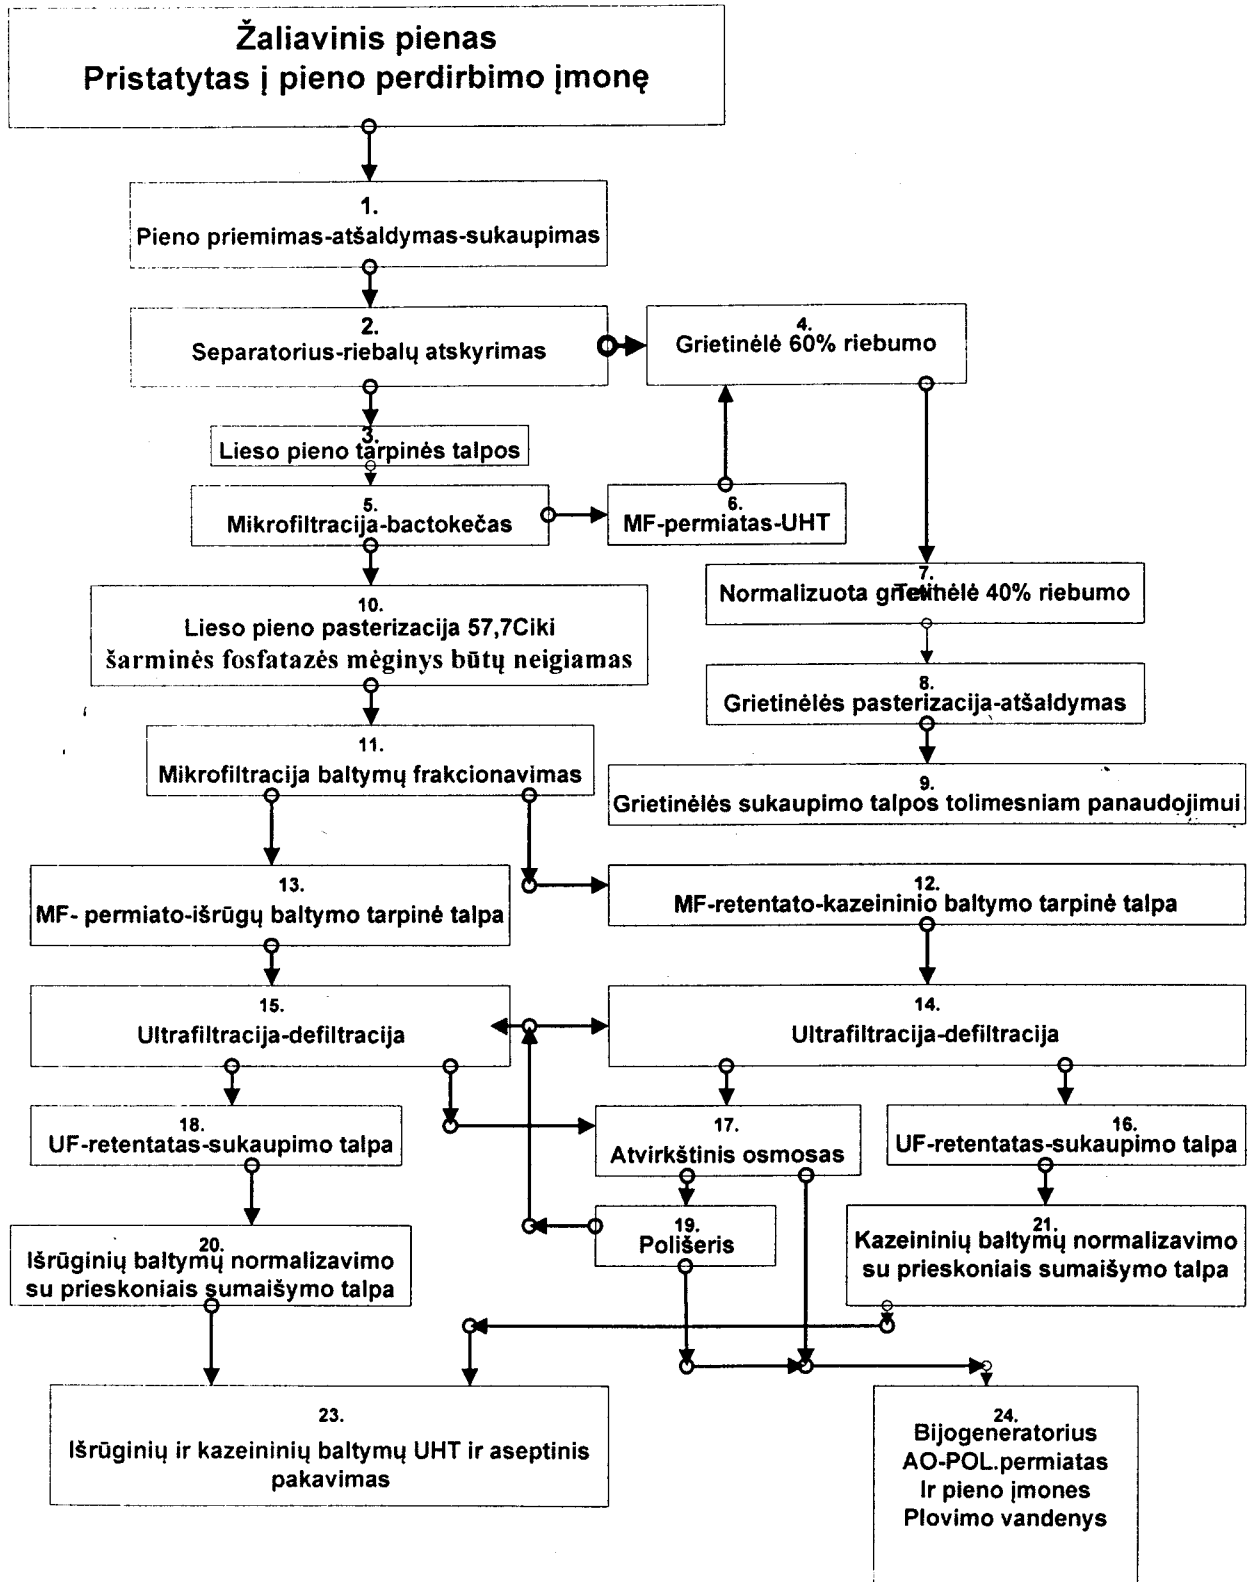 Žaliavinis pienas
Pristatytas į pieno perdirbimo įmonę
1.
Pieno priemimas-atšaldymas-sukaupimas
2.
Separatorius-riebalų atskyrimas
4.
Grietinėlė 60% riebumo
3.
Lieso pieno tarpinės talpos
5.
Mikrofiltracija-bactokečas
6.
MF-permiatas-UHT
7.
Normalizuota grietinėlė 40% riebumo
10.
Lieso pieno pasterizacija 57,7Ciki
šarminės fosfatazės mėginys būtų neigiamas
8.
Grietinėlės pasterizacija-atšaldymas
11.
Mikrofiltracija baltymų frakcionavimas
9.
Grietinėlės sukaupimo talpos tolimesniam panaudojimui
13.
MF- permiato-išrūgų baltymo tarpinė talpa
12.
MF-retentato-kazeininio baltymo tarpinė talpa
15.
Ultrafiltracija-defiltracija
14.
Ultrafiltracija-defiltracija
18.
UF-retentatas-sukaupimo talpa
17.
Atvirkštinis osmosas
16.
UF-retentatas-sukaupimo talpa
20.
Išrūginių baltymų normalizavimo
su prieskoniais sumaišymo talpa
19.
Polišeris
21.
Kazeininių baltymų normalizavimo
su prieskoniais sumaišymo talpa
23.
Išrūginių ir kazeininių baltymų UHT ir aseptinis
pakavimas
24.
Bijogeneratorius
AO-POL.permiatas
Ir pieno įmones
Plovimo vandenys